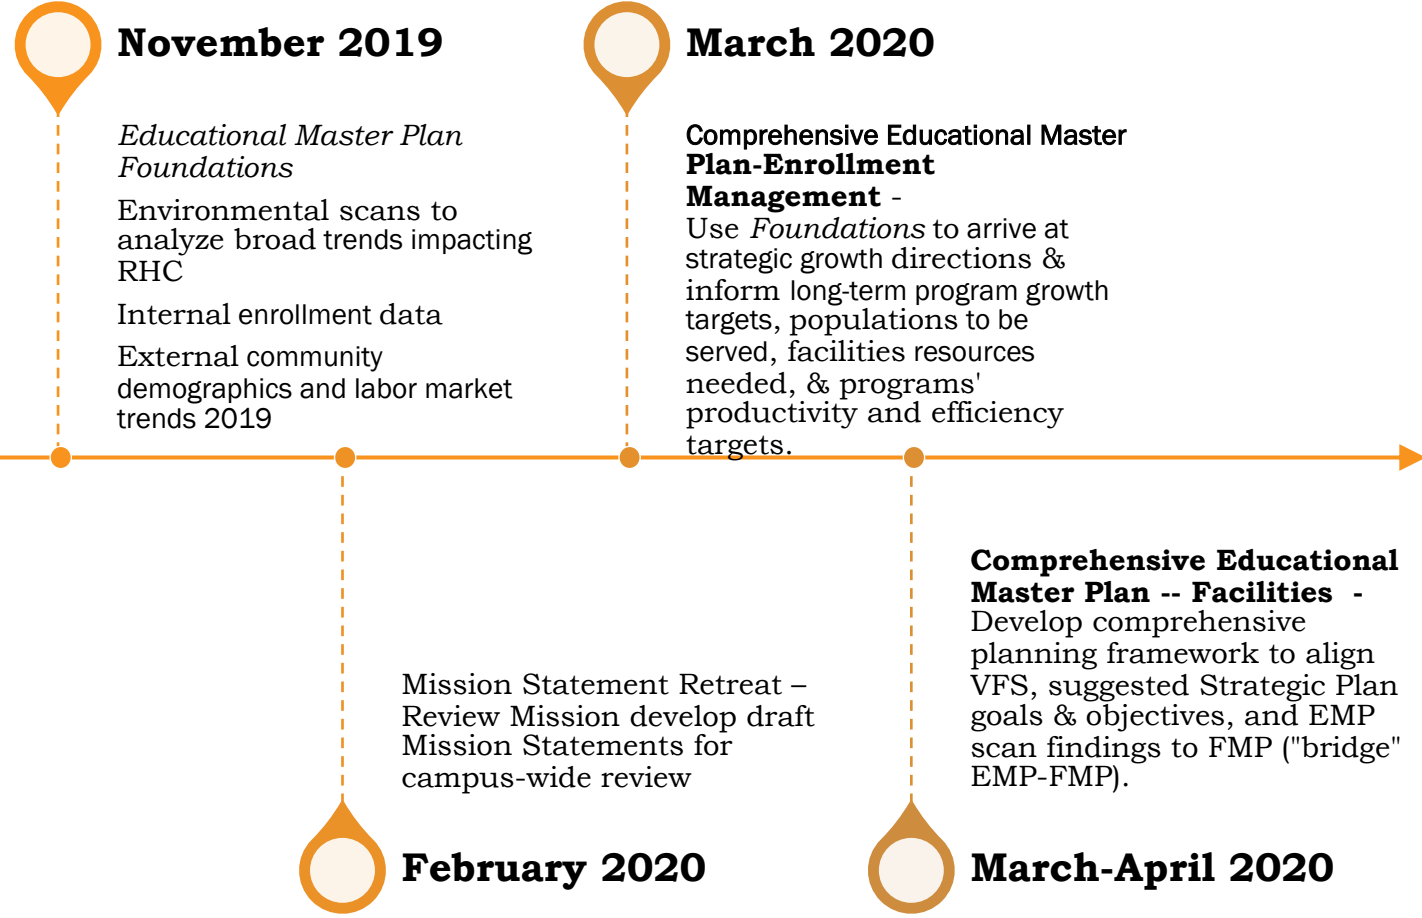 November 2019
Educational Master Plan
Foundations
Environmental scans to
analyze broad trends impacting
RHC
Internal enrollment data
External community
demographics and labor market
trends 2019
March 2020
Comprehensive Educational Master
Plan-Enrollment
Management -
Use Foundations to arrive at
strategic growth directions &
inform long-term program growth
targets, populations to be
served, facilities resources
needed, & programs'
productivity and efficiency
targets.
Mission Statement Retreat –
Review Mission develop draft
Mission Statements for
campus-wide review
February 2020
Comprehensive Educational
Master Plan -- Facilities -
Develop comprehensive
planning framework to align
VFS, suggested Strategic Plan
goals & objectives, and EMP
scan findings to FMP ("bridge"
EMP-FMP).
March-April 2020